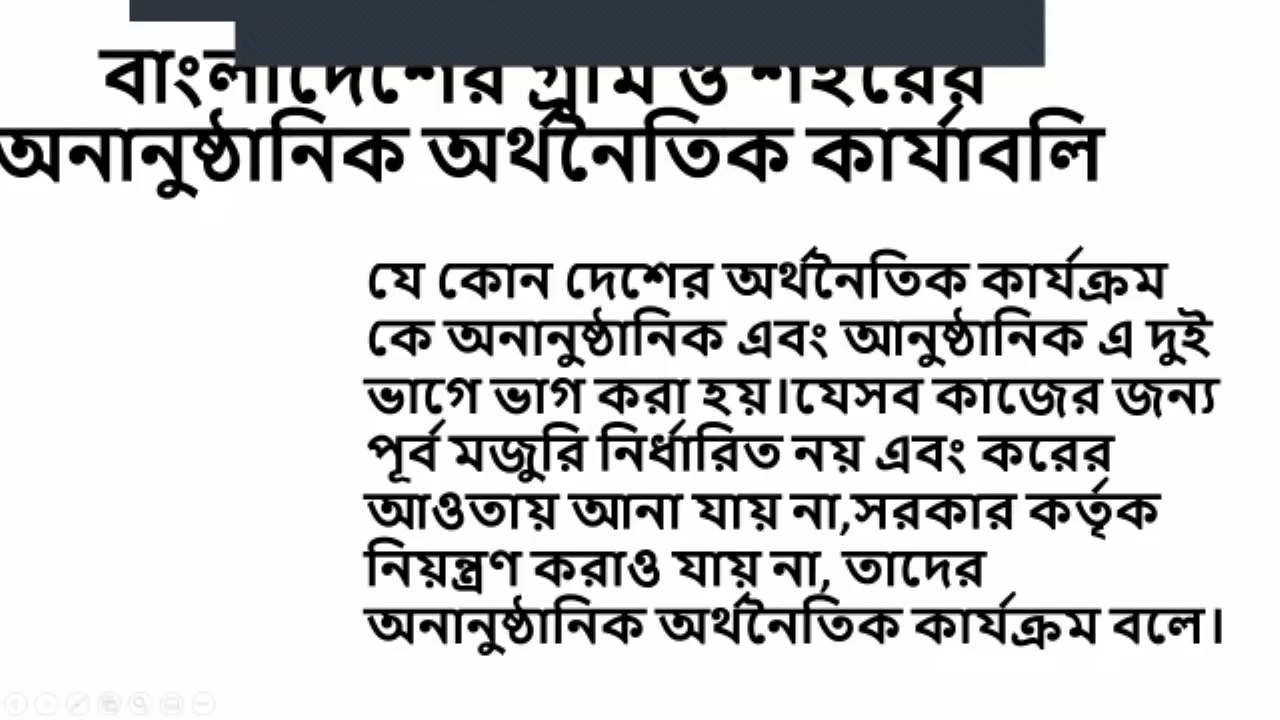 বাংলাদেশের গ্রাম ও শহরের
অনানুষ্ঠানিক অর্থনৈতিক কার্যাবলি
যে কোন দেশের অর্থনৈতিক কার্যক্রম
কে অনানুষ্ঠানিক এবং আনুষ্ঠানিক এ দুই
ভাগে ভাগ করা হয়।যেসব কাজের জন্য
পূর্ব মজুরি নির্ধারিত নয় এবং করের
আওতায় আনা যায় না,সরকার কর্তৃক
নিয়ন্ত্রণ করাও যায় না, তাদের
অনানুষ্ঠানিক অর্থনৈতিক কার্যক্রম বলে।